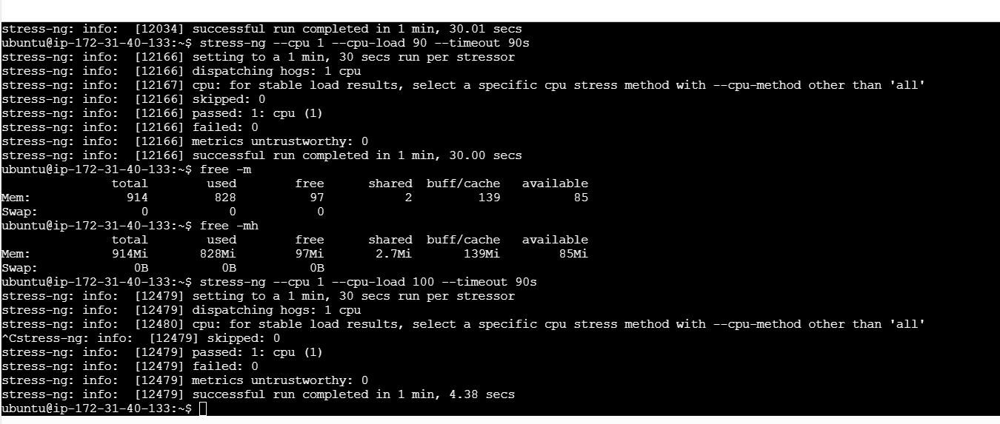 stress-ng: info:  [12034] successful run completed in 1 min, 30.01 secs
ubuntu@ip-172-31-40-133:~$ stress-ng --cpu 1 --cpu-load 90 --timeout 90s
stress-ng: info:  [12166] setting to a 1 min, 30 secs run per stressor
stress-ng: info:  [12166] dispatching hogs: 1 cpu
stress-ng: info:  [12167] cpu: for stable load results, select a specific cpu stress method with --cpu-method other than 'all'
stress-ng: info:  [12166] skipped: 0
stress-ng: info:  [12166] passed: 1: cpu (1)
stress-ng: info:  [12166] failed: 0
stress-ng: info:  [12166] metrics untrustworthy: 0
stress-ng: info:  [12166] successful run completed in 1 min, 30.00 secs
ubuntu@ip-172-31-40-133:~$ free -m
               total        used        free      shared  buff/cache   available
Mem:             914         828          97           2         139          85
Swap:              0           0           0
ubuntu@ip-172-31-40-133:~$ free -mh
               total        used        free      shared  buff/cache   available
Mem:           914Mi       828Mi        97Mi       2.7Mi       139Mi        85Mi
Swap:             0B          0B          0B
ubuntu@ip-172-31-40-133:~$ stress-ng --cpu 1 --cpu-load 100 --timeout 90s
stress-ng: info:  [12479] setting to a 1 min, 30 secs run per stressor
stress-ng: info:  [12479] dispatching hogs: 1 cpu
stress-ng: info:  [12480] cpu: for stable load results, select a specific cpu stress method with --cpu-method other than 'all'
^Cstress-ng: info:  [12479] skipped: 0
stress-ng: info:  [12479] passed: 1: cpu (1)
stress-ng: info:  [12479] failed: 0
stress-ng: info:  [12479] metrics untrustworthy: 0
stress-ng: info:  [12479] successful run completed in 1 min, 4.38 secs
ubuntu@ip-172-31-40-133:~$